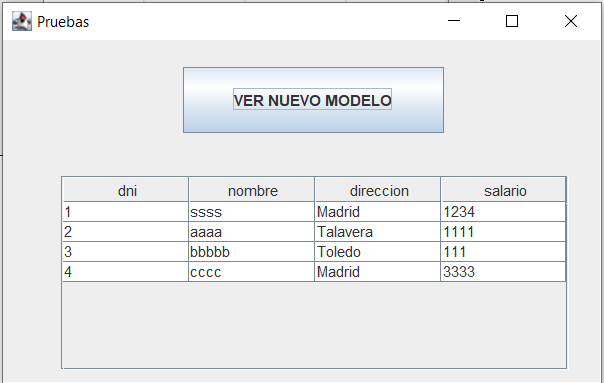 Pruebas
VER NUEVO MODELO
dni nombre direccion salario
1 ssss Madrid 1234
2 aaaa Talavera 1111
3 bbbbb Toledo 111
4 cccc Madrid 3333